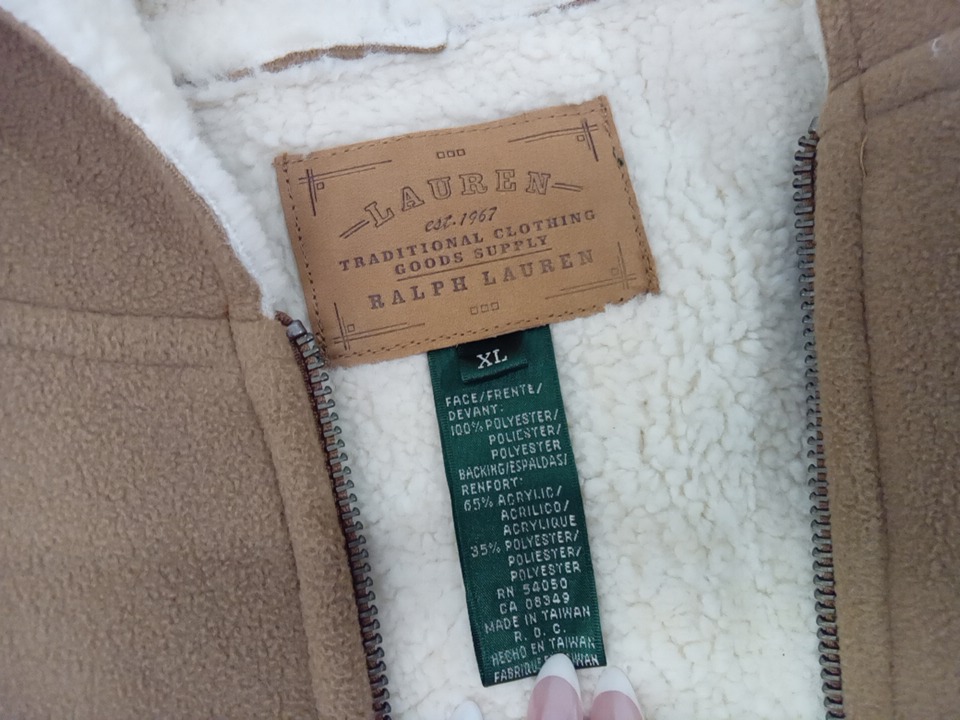 LAUREN
est. 1967
TRADITIONAL CLOTHING
GOODS SUPPLY
RALPH LAUREN
XL
FACE/FRENTE/
DEVANT:
100% POLYESTER/
POLIESTER/
POLYESTER
BACKING/ESPALDAS/
RENFORT:
65% ACRYLIC/
ACRILICO/
ACRYLIQUE
35% POLYESTER/
POLIESTER/
POLYESTER
RN 54050
CA 08349
MADE IN TAIWAN
R. O. C.
HECHO EN TAIWAN